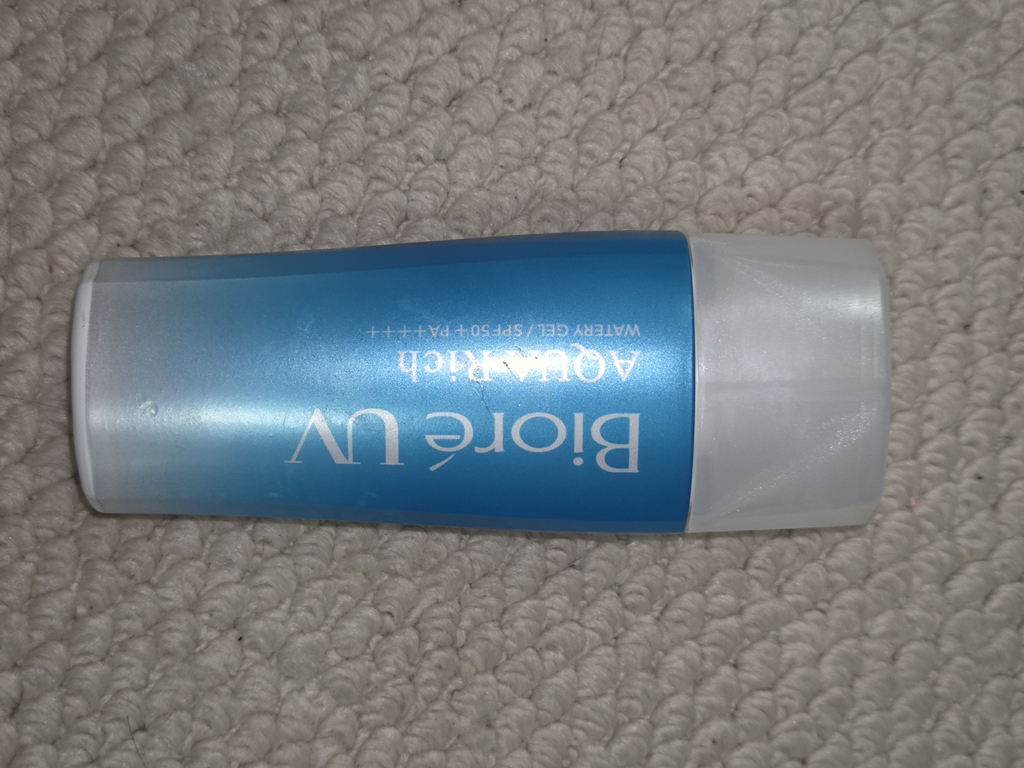 Bioré UV
AQUA Rich
WATERY GEL / SPF50+ PA++++